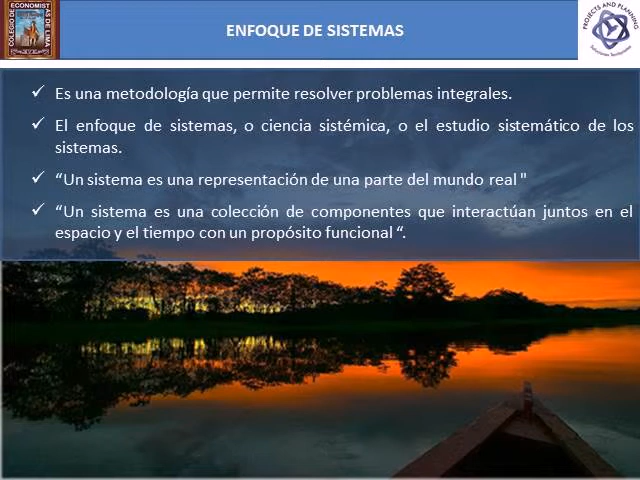 COLEGIO DE ECONOMISTAS DE LIMA
ENFOQUE DE SISTEMAS
PROJECTS AND PLANNING
✓ Es una metodología que permite resolver problemas integrales.
✓ El enfoque de sistemas, o ciencia sistémica, o el estudio sistemático de los
sistemas.
✓ “Un sistema es una representación de una parte del mundo real "
✓ “Un sistema es una colección de componentes que interactúan juntos en el
espacio y el tiempo con un propósito funcional “.